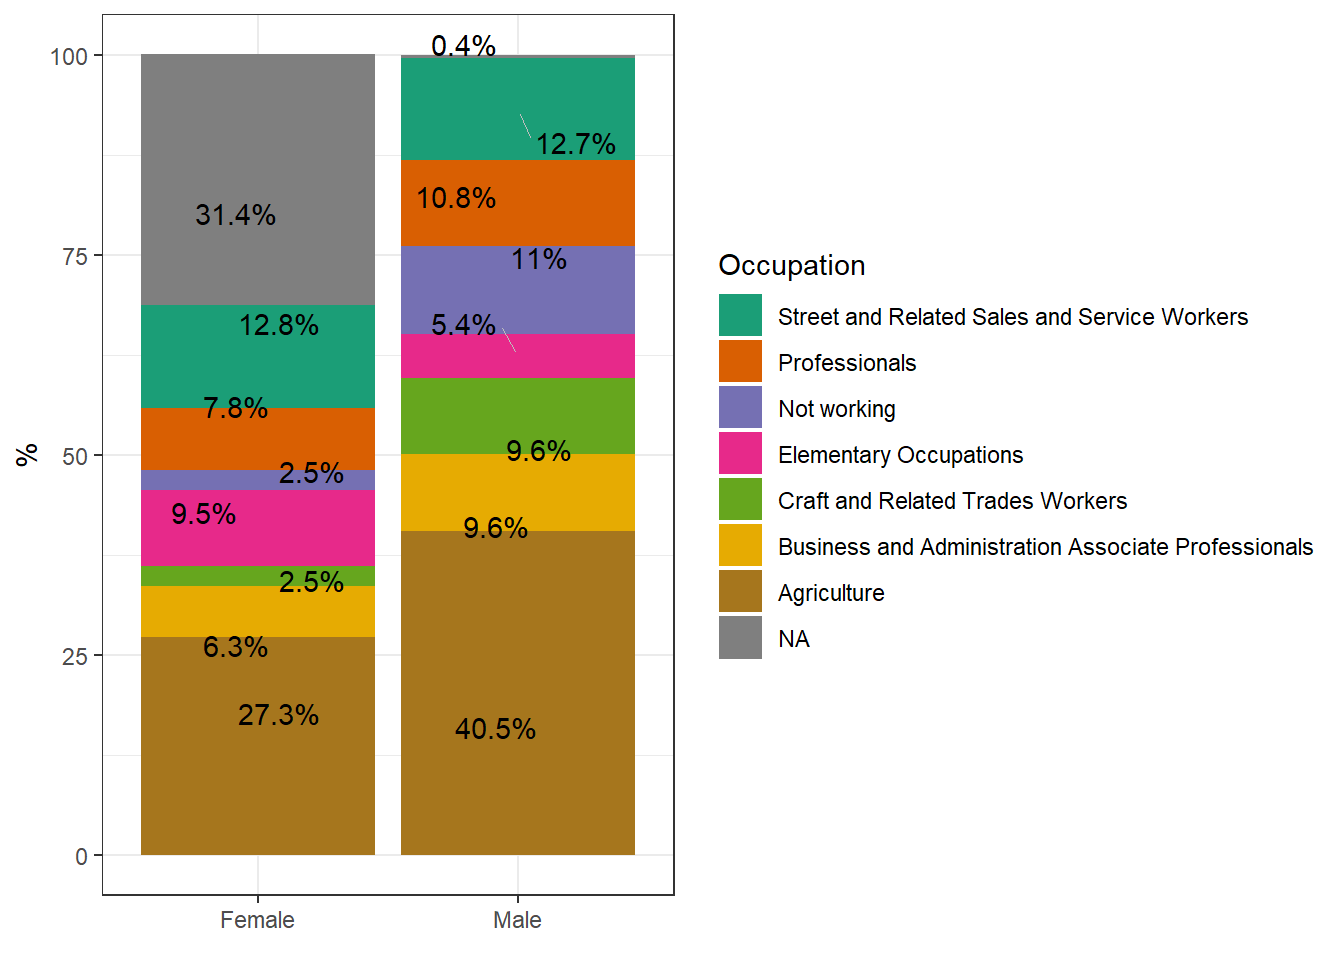 100
75
50
25
0
%
31.4%
12.8%
7.8%
2.5%
9.5%
2.5%
6.3%
27.3%
0.4%
12.7%
10.8%
11%
5.4%
9.6%
9.6%
40.5%
Female
Male
Occupation
Street and Related Sales and Service Workers
Professionals
Not working
Elementary Occupations
Craft and Related Trades Workers
Business and Administration Associate Professionals
Agriculture
NA